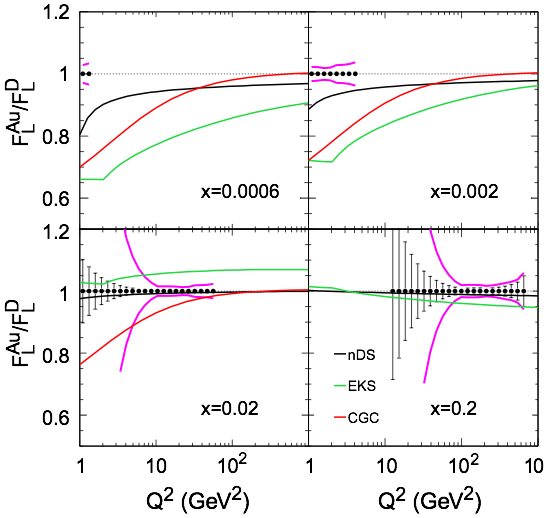 1.2
1
0.8
0.6
F_L^Au/F_L^D
x=0.0006
x=0.002
1.2
1
0.8
0.6
F_L^Au/F_L^D
nDS
EKS
CGC
x=0.02
x=0.2
1 10 10^2 1 10 10^2 10
Q^2 (GeV^2) Q^2 (GeV^2)